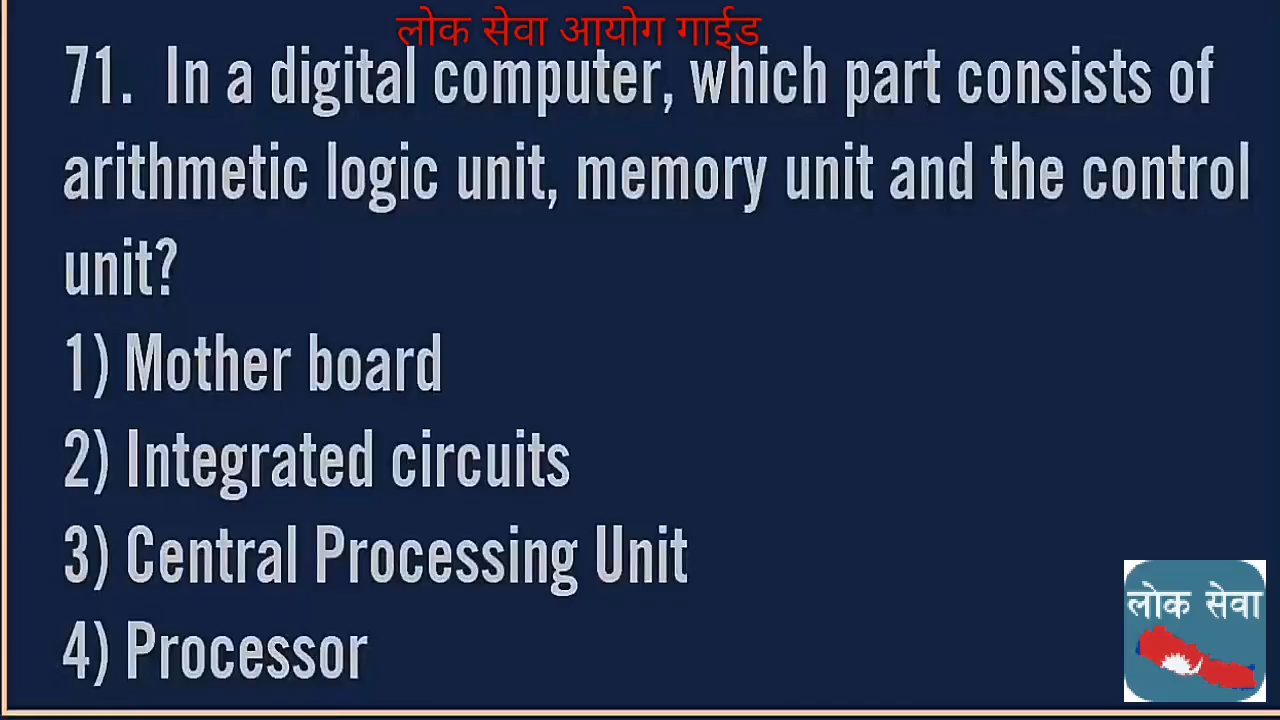 लोक सेवा आयोग गाईड
71. In a digital computer, which part consists of
arithmetic logic unit, memory unit and the control
unit?
1) Mother board
2) Integrated circuits
3) Central Processing Unit
4) Processor
लोक सेवा